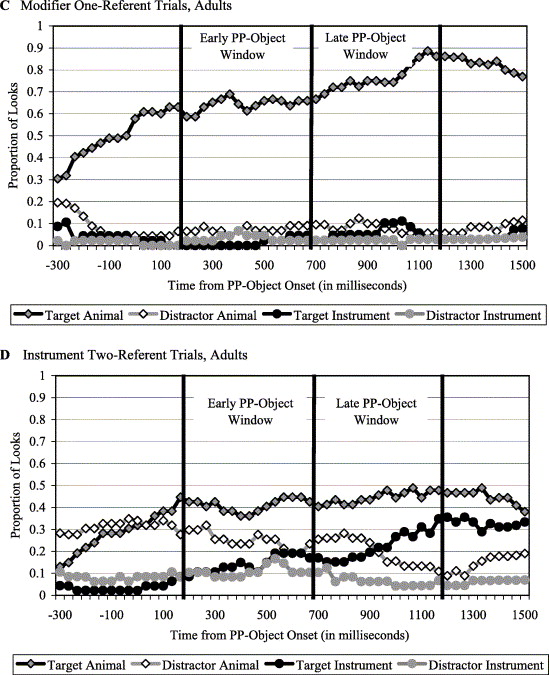 C Modifier One-Referent Trials, Adults
1
0.9
0.8
0.7
0.6
0.5
0.4
0.3
0.2
0.1
0
Proportion of Looks
Early PP-Object
Window
Late PP-Object
Window
-300 -100 100 300 500 700 900 1100 1300 1500
Time from PP-Object Onset (in milliseconds)
Target Animal Distractor Animal Target Instrument Distractor Instrument
D Instrument Two-Referent Trials, Adults
1
0.9
0.8
0.7
0.6
0.5
0.4
0.3
0.2
0.1
0
Proportion of Looks
Early PP-Object
Window
Late PP-Object
Window
-300 -100 100 300 500 700 900 1100 1300 1500
Time from PP-Object Onset (in milliseconds)
Target Animal Distractor Animal Target Instrument Distractor Instrument